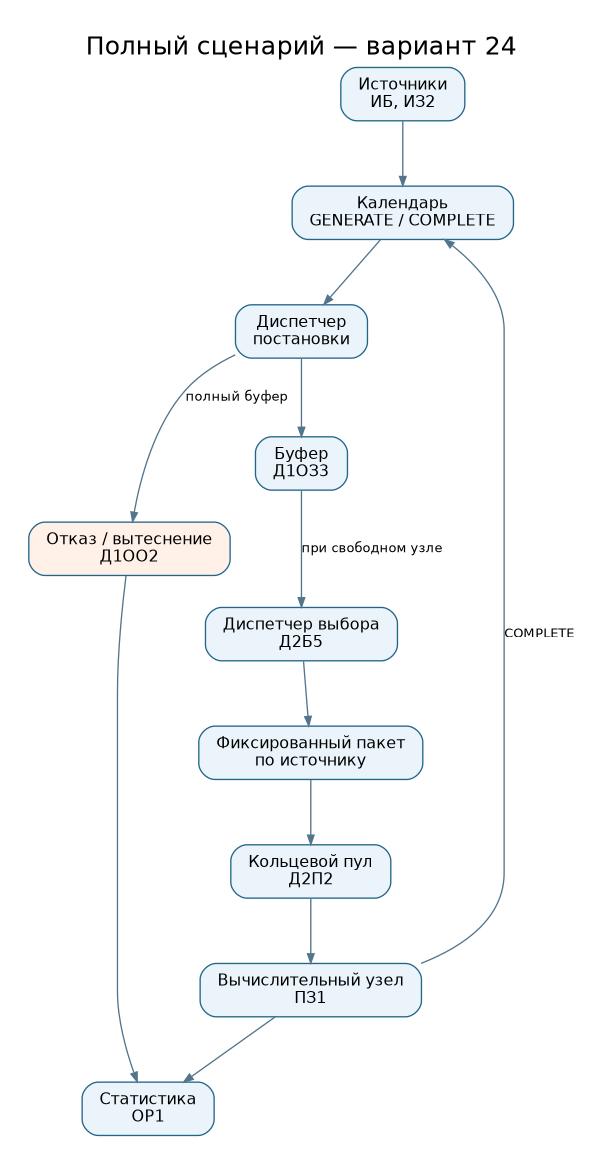 Полный сценарий — вариант 24
Источники
ИБ, ИЗ2
Календарь
GENERATE / COMPLETE
Диспетчер
постановки
полный буфер
Буфер
Д1ОЗ3
Отказ / вытеснение
Д1ОО2
при свободном узле
Диспетчер выбора
Д2Б5
COMPLETE
Фиксированный пакет
по источнику
Кольцевой пул
Д2П2
Вычислительный узел
ПЗ1
Статистика
ОР1